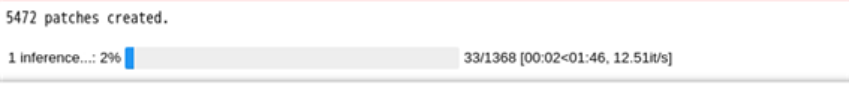 5472 patches created.
1 inference...: 2% 33/1368 [00:02<01:46, 12.51it/s]